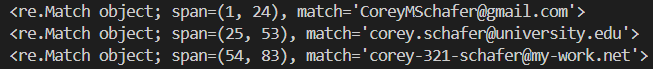 <re.Match object; span=(1, 24), match='CoreyMSchafer@gmail.com'>
<re.Match object; span=(25, 53), match='corey.schafer@university.edu'>
<re.Match object; span=(54, 83), match='corey-321-schafer@my-work.net'>